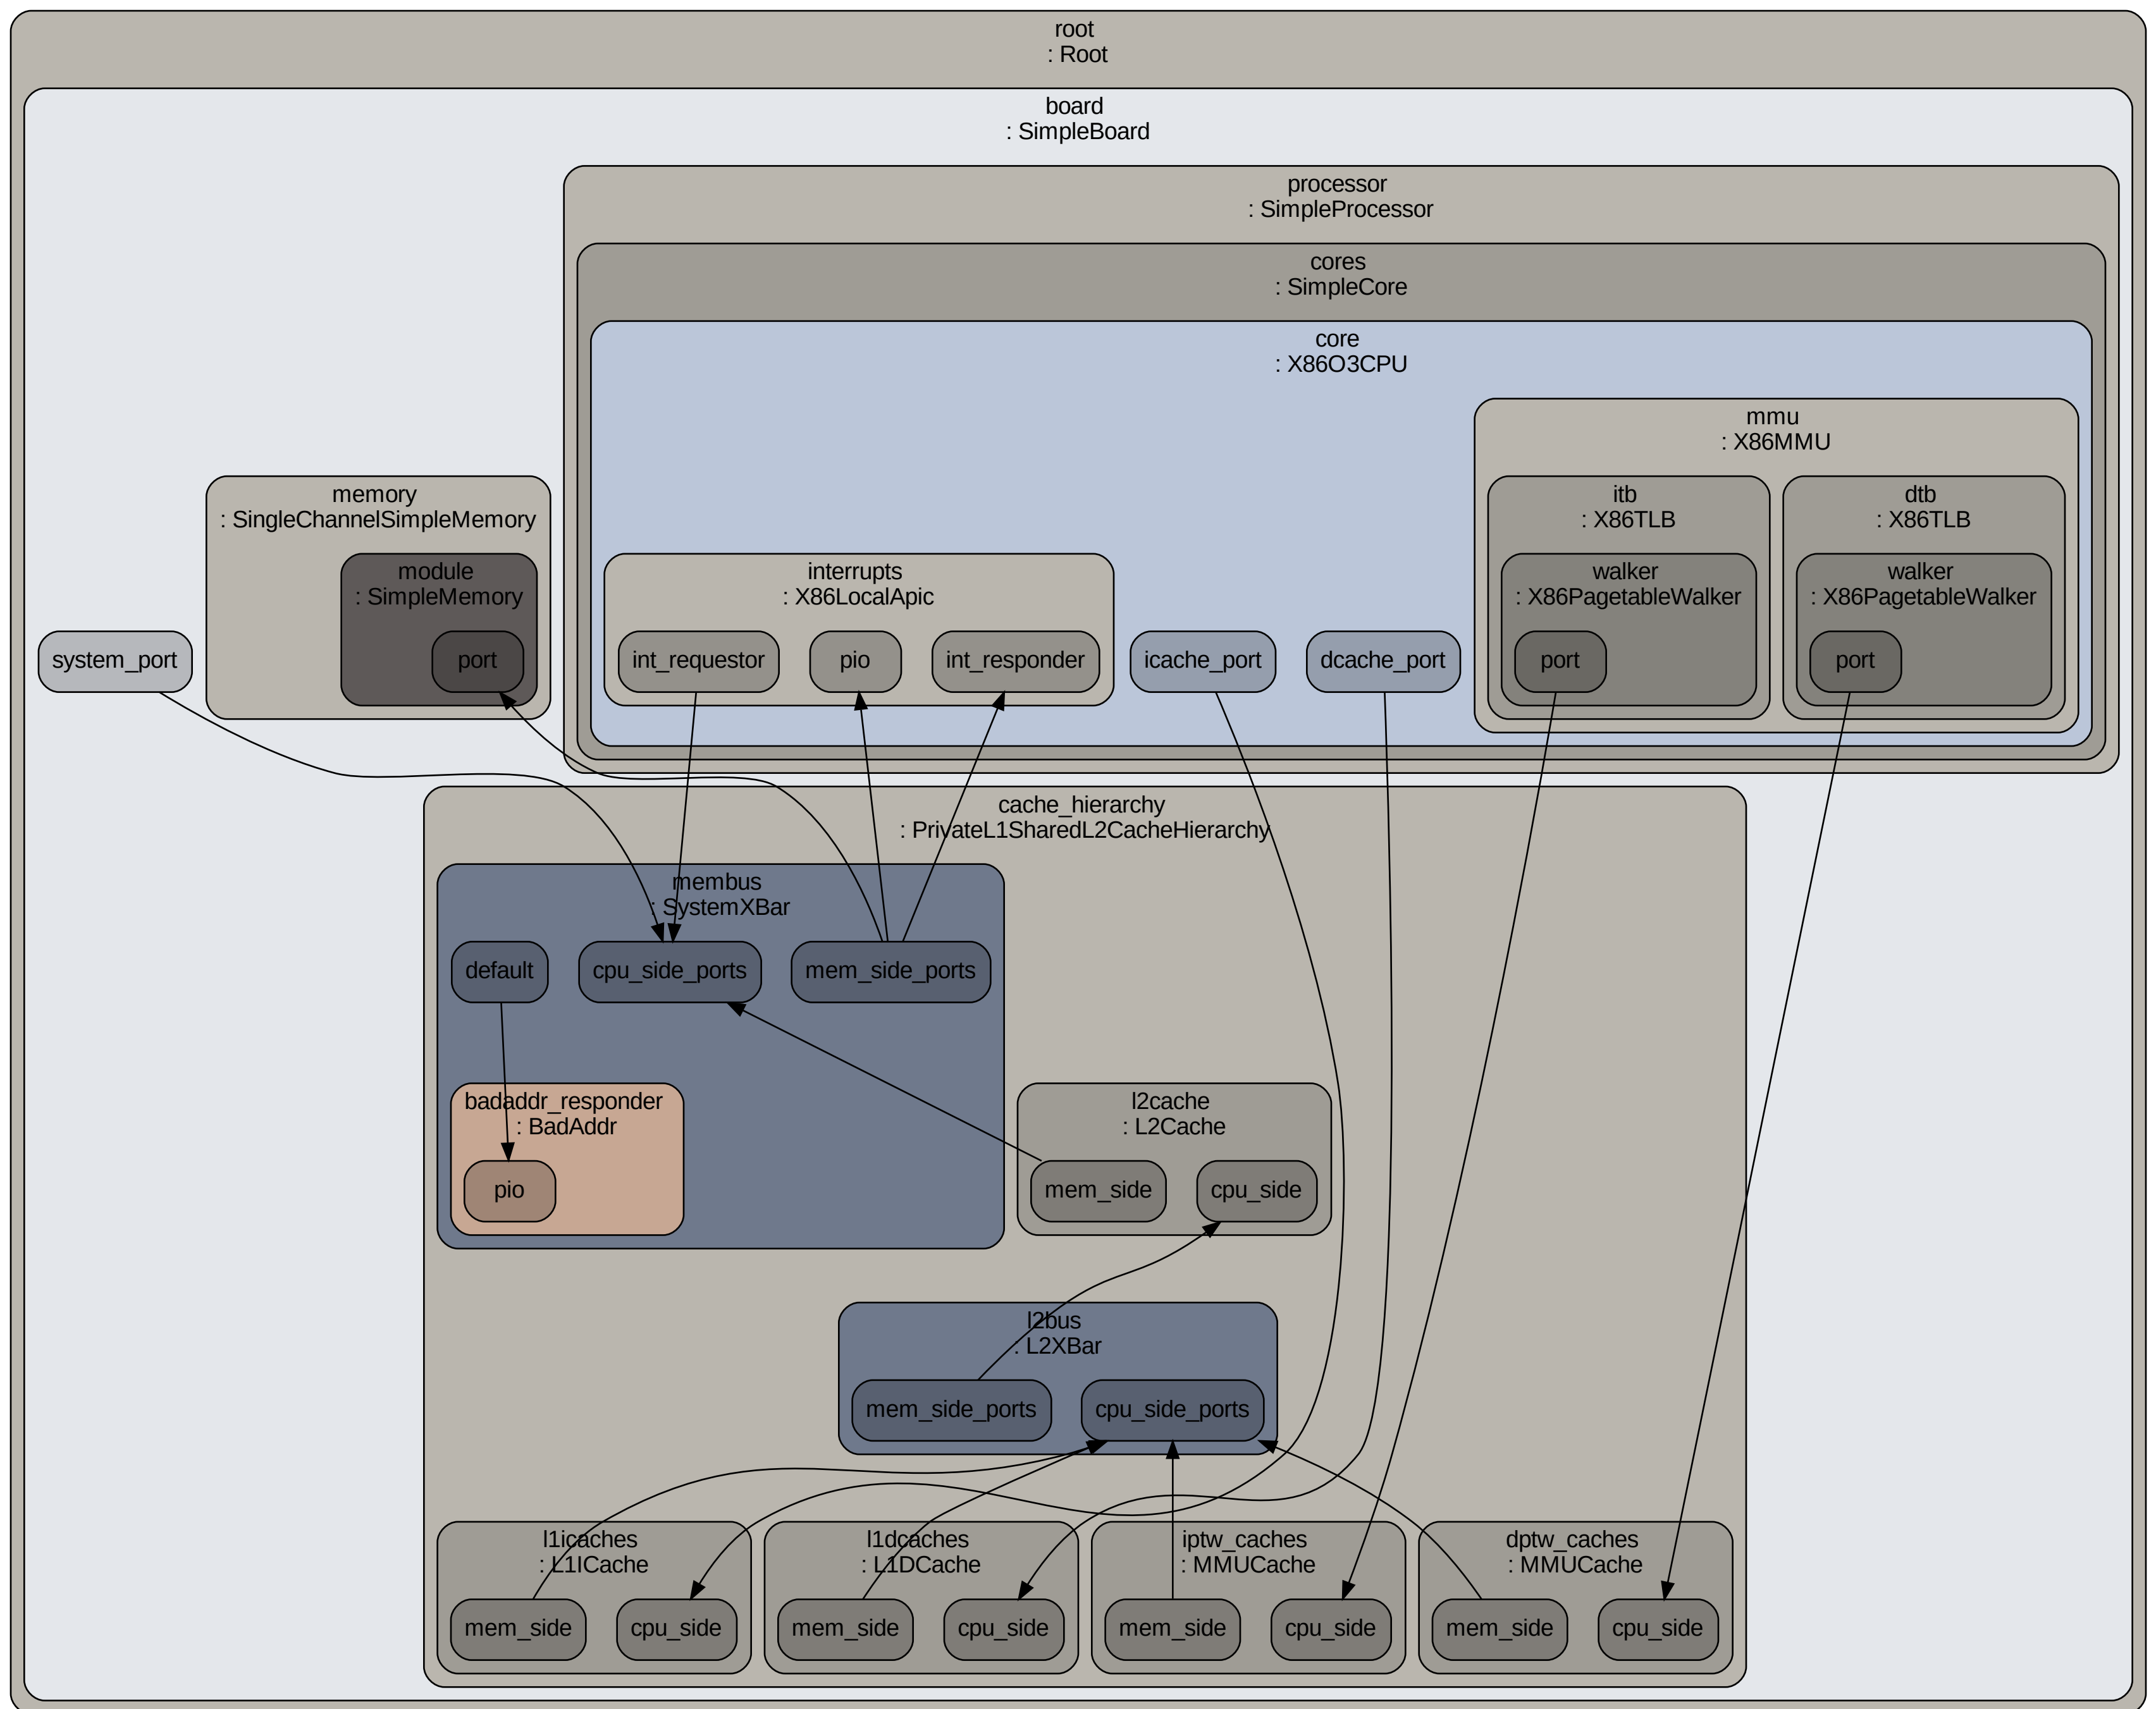 root
: Root
board
: SimpleBoard
processor
: SimpleProcessor
cores
: SimpleCore
core
: X86O3CPU
mmu
: X86MMU
memory
: SingleChannelSimpleMemory
itb
: X86TLB
dtb
: X86TLB
module
: SimpleMemory
interrupts
: X86LocalApic
walker
: X86PagetableWalker
walker
: X86PagetableWalker
system_port
port
int_requestor
pio
int_responder
icache_port
dcache_port
port
port
cache_hierarchy
: PrivateL1SharedL2CacheHierarchy
membus
: SystemXBar
default
cpu_side_ports
mem_side_ports
badaddr_responder
: BadAddr
l2cache
: L2Cache
pio
mem_side
cpu_side
l2bus
: L2XBar
mem_side_ports
cpu_side_ports
l1icaches
: L1ICache
l1dcaches
: L1DCache
iptw_caches
: MMUCache
dptw_caches
: MMUCache
mem_side
cpu_side
mem_side
cpu_side
mem_side
cpu_side
mem_side
cpu_side